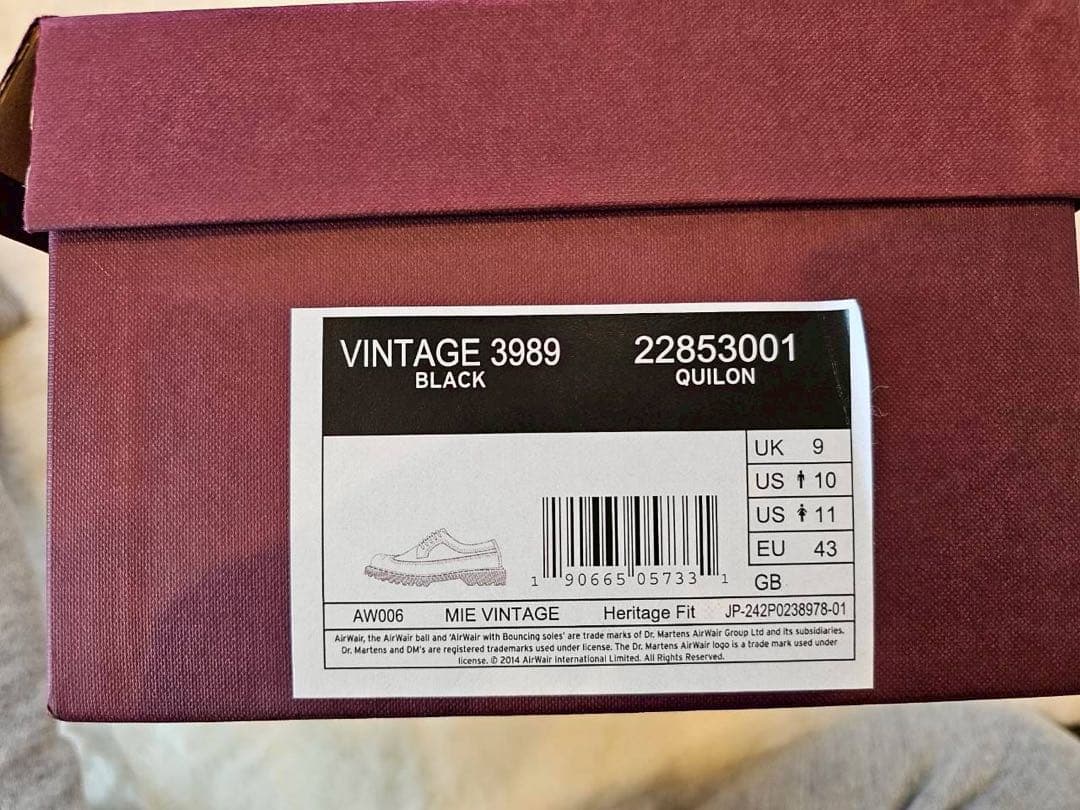 VINTAGE 3989 22853001
BLACK QUILON
UK 9
US 10
US 11
EU 43
GB
1 90665 05733 1
AW006 MIE VINTAGE Heritage Fit JP-242P0238978-01
AirWair, the AirWair ball and 'AirWair with Bouncing soles' are trade marks of Dr. Martens AirWair Group Ltd and its subsidiaries.
Dr. Martens and DM's are registered trademarks used under license. The Dr. Martens AirWair logo is a trade mark used under
license. © 2014 AirWair International Limited. All Rights Reserved.